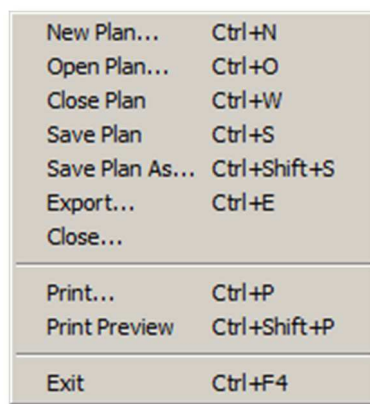 New Plan... Ctrl+N
Open Plan... Ctrl+O
Close Plan Ctrl+W
Save Plan Ctrl+S
Save Plan As... Ctrl+Shift+S
Export... Ctrl+E
Close...
Print... Ctrl+P
Print Preview Ctrl+Shift+P
Exit Ctrl+F4